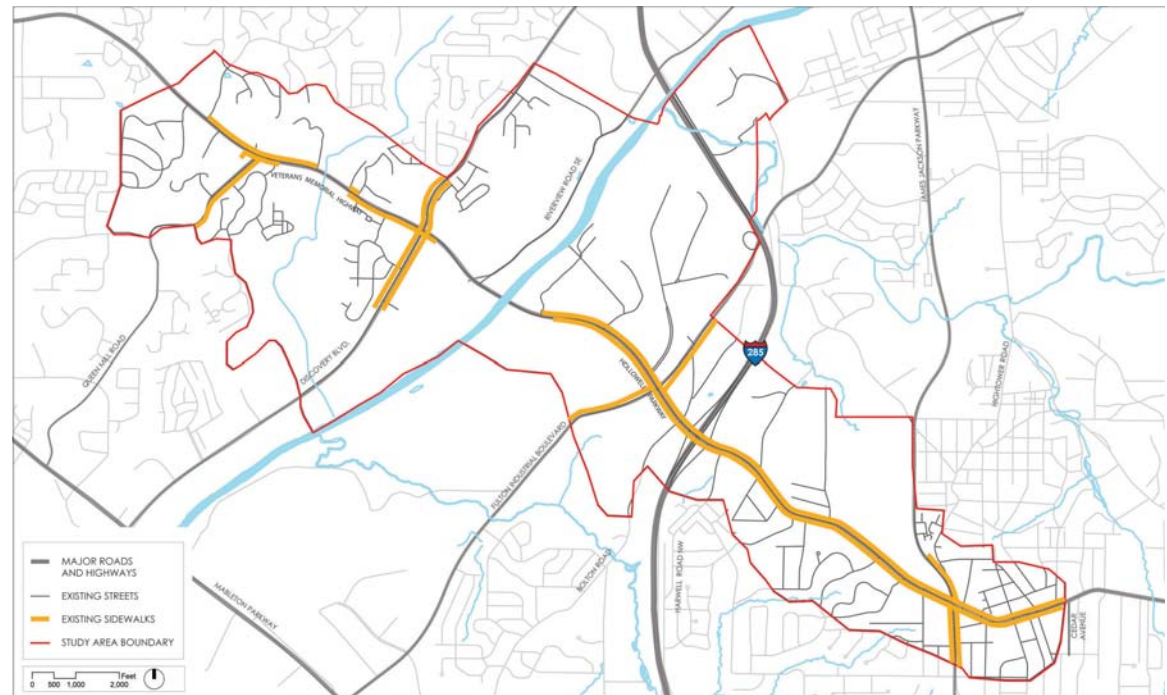 VETERANS MEMORIAL HIGHWAY
RIVERVIEW ROAD SE
JAMES JACKSON PARKWAY
QUEEN MILL ROAD
DISCOVERY BLVD.
285
HOLLOWELL PARKWAY
HIGHTOWER ROAD
FULTON INDUSTRIAL BOULEVARD
BOLTON ROAD
HARWELL ROAD NW
MABLETON PARKWAY
CEDAR
AVENUE
MAJOR ROADS
AND HIGHWAYS
EXISTING STREETS
EXISTING SIDEWALKS
STUDY AREA BOUNDARY
0 500 1,000 2,000 Feet